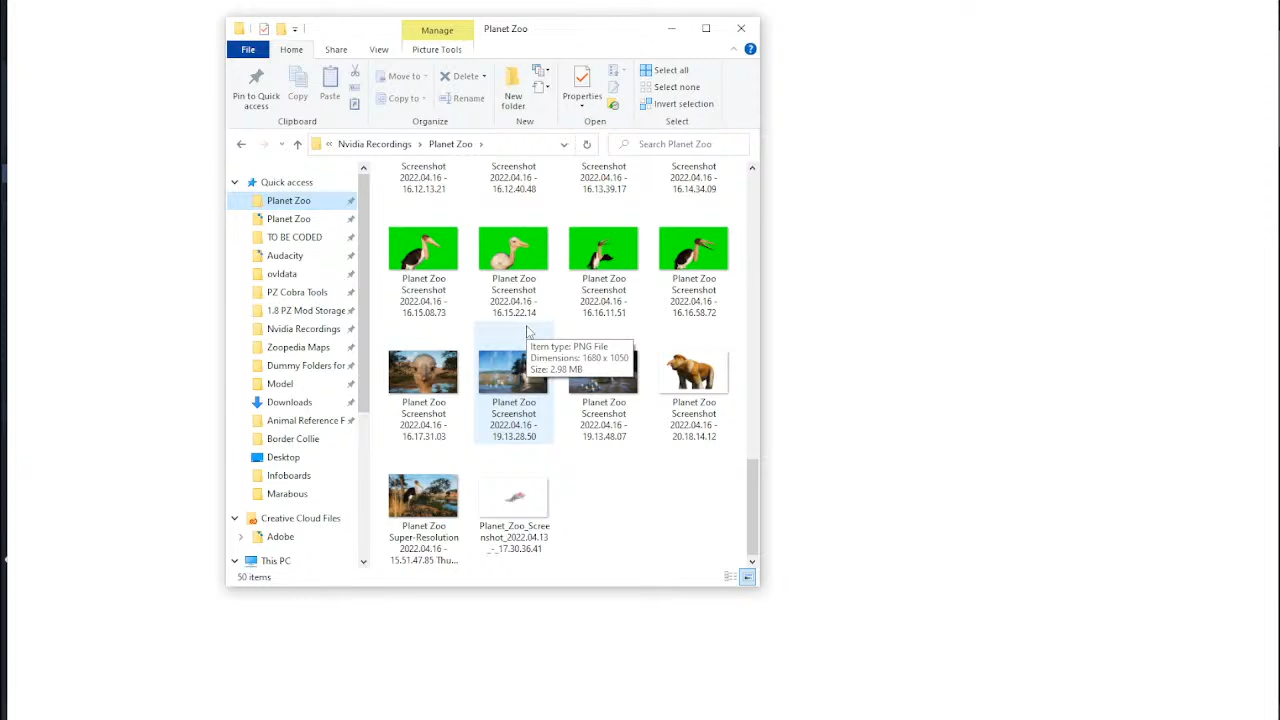 Manage
Planet Zoo
File
Home
Share
View
Picture Tools
Pin to Quick access
Copy
Paste
Move to
Copy to
Delete
Rename
New folder
Properties
Select all
Select none
Invert selection
Clipboard
Organize
New
Open
Select
« Nvidia Recordings › Planet Zoo ›
Search Planet Zoo
Quick access
Planet Zoo
Planet Zoo
TO BE CODED
Audacity
ovldata
PZ Cobra Tools
1.8 PZ Mod Storage
Nvidia Recordings
Zoopedia Maps
Dummy Folders for
Model
Downloads
Animal Reference F
Border Collie
Desktop
Infoboards
Marabous
Creative Cloud Files
Adobe
This PC
50 items
Screenshot 2022.04.16 - 16.12.13.21
Screenshot 2022.04.16 - 16.12.40.48
Screenshot 2022.04.16 - 16.13.39.17
Screenshot 2022.04.16 - 16.14.34.09
Planet Zoo Screenshot 2022.04.16 - 16.15.08.73
Planet Zoo Screenshot 2022.04.16 - 16.15.22.14
Planet Zoo Screenshot 2022.04.16 - 16.16.11.51
Planet Zoo Screenshot 2022.04.16 - 16.16.58.72
Item type: PNG File
Dimensions: 1680 x 1050
Size: 2.98 MB
Planet Zoo Screenshot 2022.04.16 - 16.17.31.03
Planet Zoo Screenshot 2022.04.16 - 19.13.28.50
Planet Zoo Screenshot 2022.04.16 - 19.13.48.07
Planet Zoo Screenshot 2022.04.16 - 20.18.14.12
Planet Zoo Super-Resolution 2022.04.16 - 15.51.47.85 Thu...
Planet_Zoo_Screenshot_2022.04.13_-_17.30.36.41